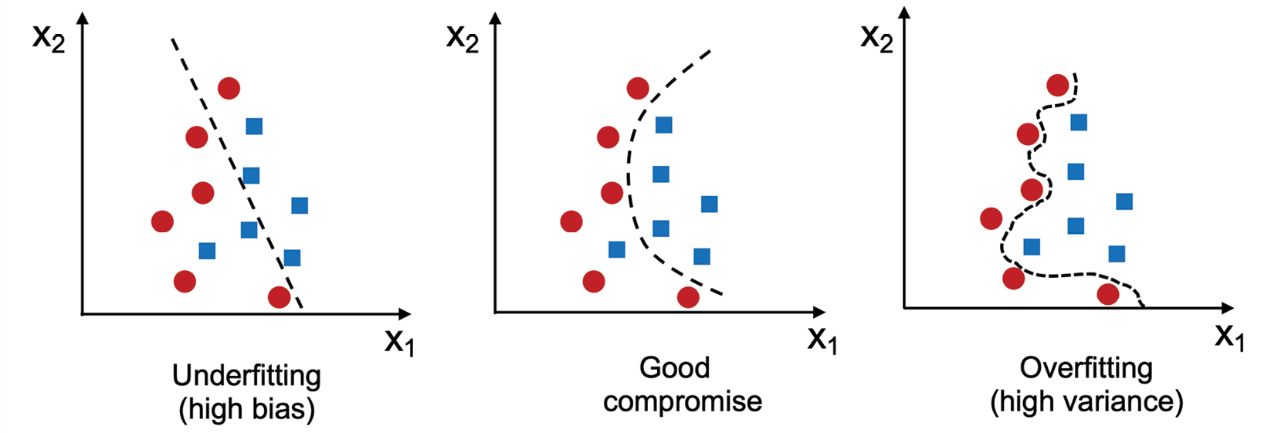 x₂
x₁
Underfitting
(high bias)
x₂
x₁
Good
compromise
x₂
x₁
Overfitting
(high variance)